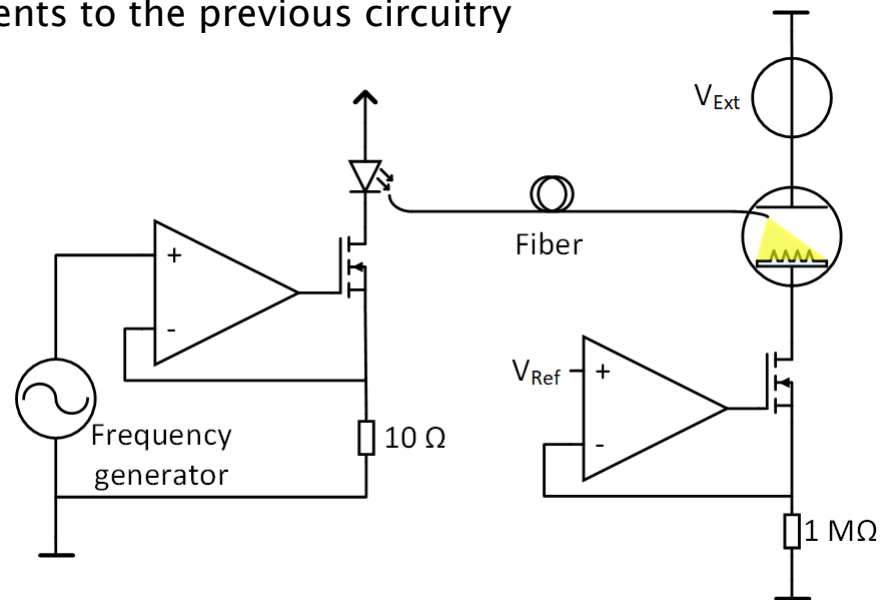 ents to the previous circuitry
V_Ext
Fiber
+
-
V_Ref
+
-
Frequency
generator
10 Ω
1 MΩ